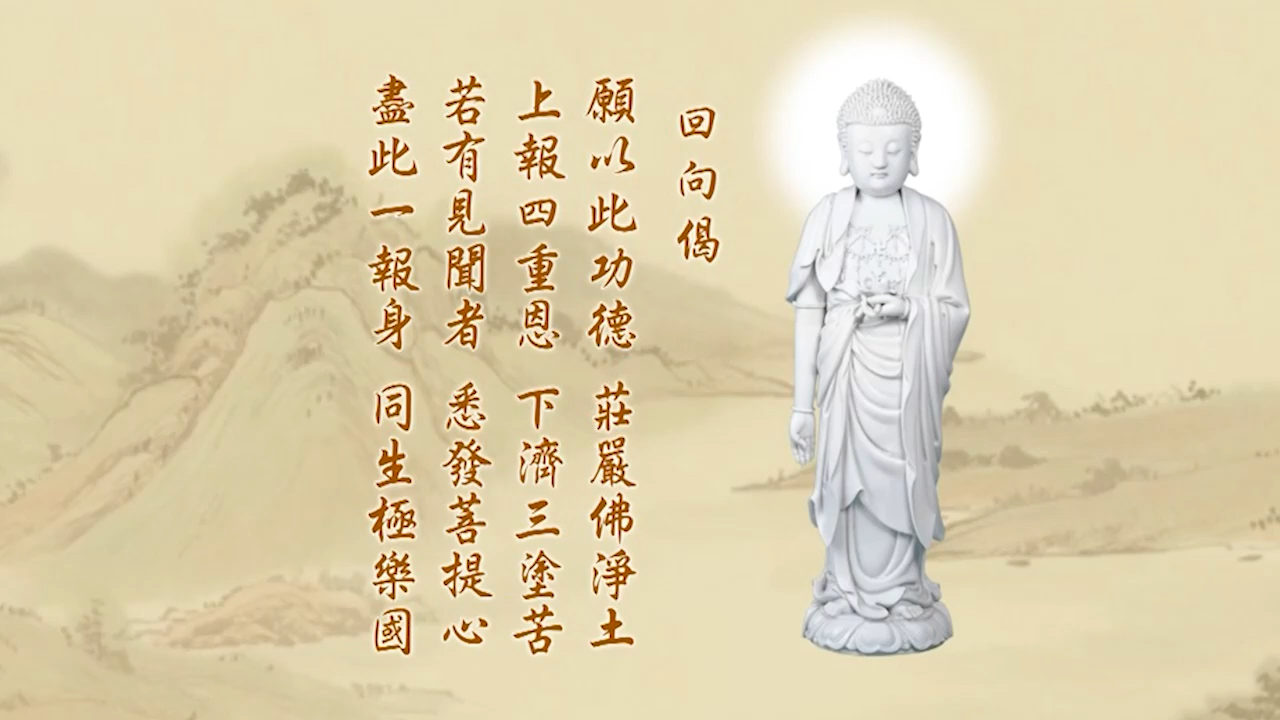 回向偈
願以此功德 莊嚴佛淨土
上報四重恩 下濟三塗苦
若有見聞者 悉發菩提心
盡此一報身 同生極樂國